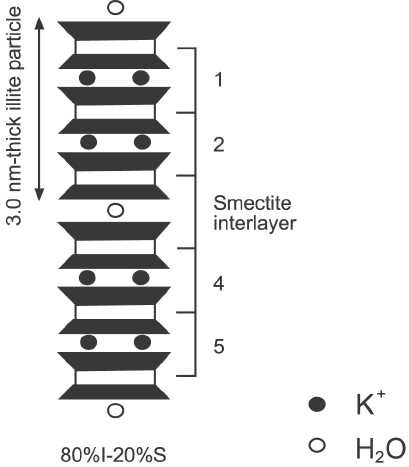 3.0 nm-thick illite particle
1
2
Smectite
interlayer
4
5
80%I-20%S
K+
H2O